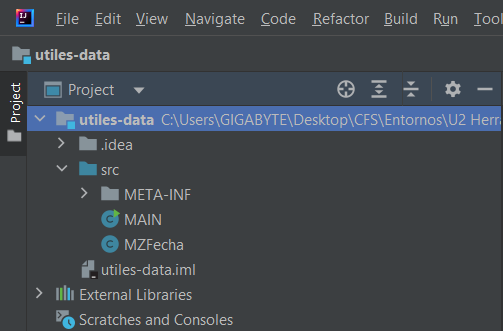 IJ File Edit View Navigate Code Refactor Build Run Tool
utiles-data
Project
Project
utiles-data C:\Users\GIGABYTE\Desktop\CFS\Entornos\U2 Herra
.idea
src
META-INF
C MAIN
C MZFecha
utiles-data.iml
External Libraries
Scratches and Consoles